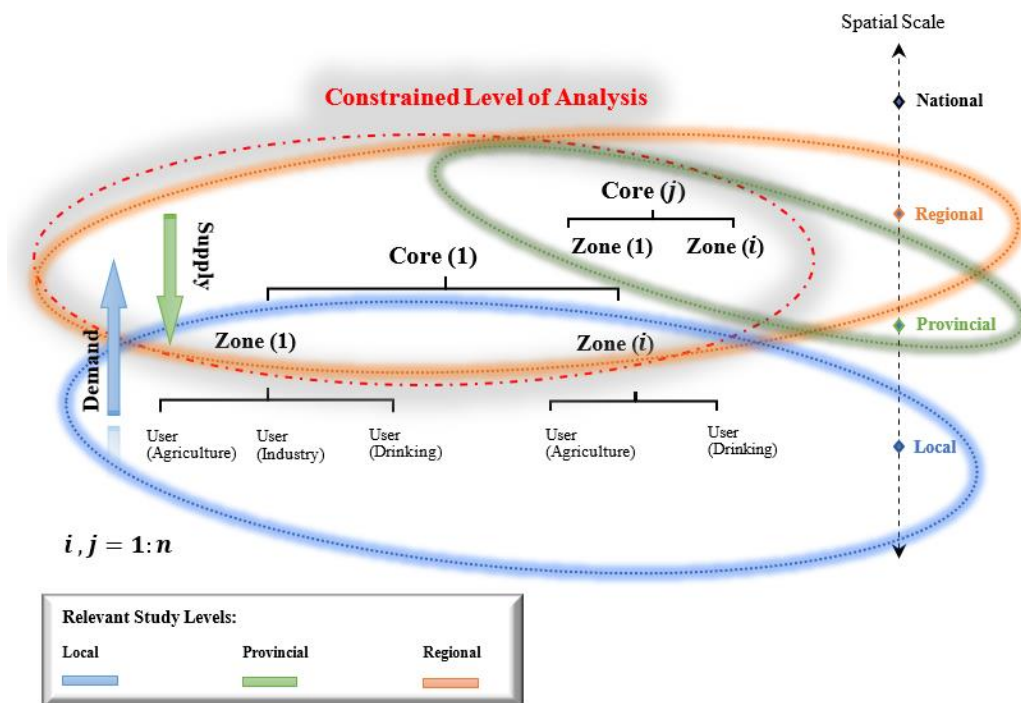 Spatial Scale
Constrained Level of Analysis
National
Core (j)
Regional
Supply
Zone (1) Zone (i)
Core (1)
Demand
Provincial
Zone (1) Zone (i)
User
(Agriculture)
User
(Industry)
User
(Drinking)
User
(Agriculture)
User
(Drinking)
Local
i , j = 1: n
Relevant Study Levels:
Local Provincial Regional